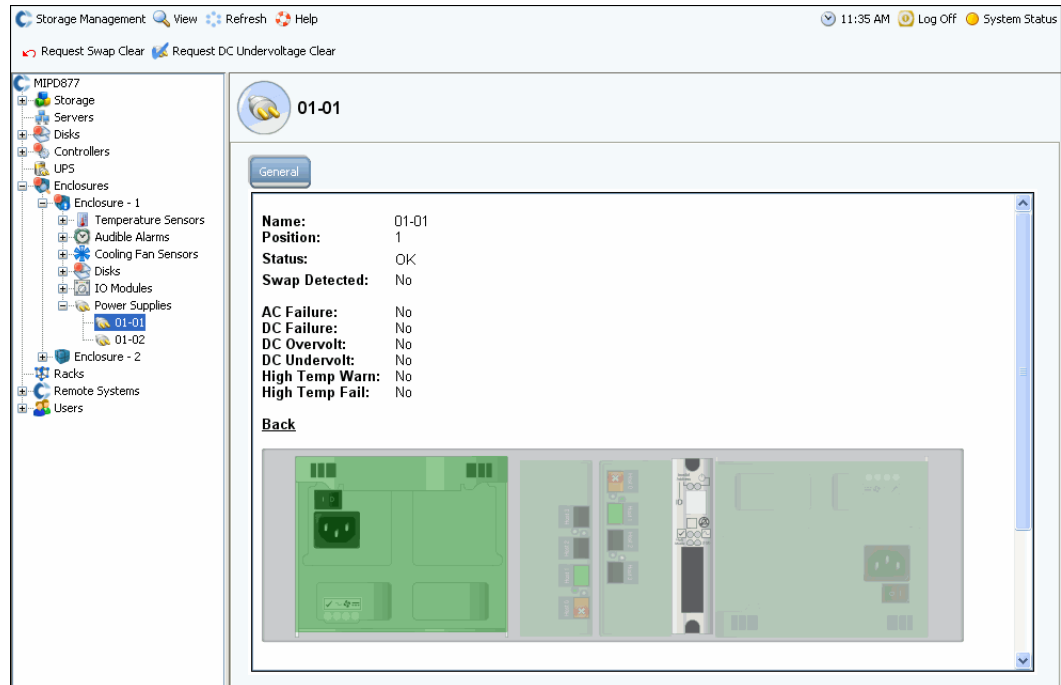 Storage Management View Refresh Help 11:35 AM Log Off System Status
Request Swap Clear Request DC Undervoltage Clear
MIPD877
Storage
Servers
Disks
Controllers
UPS
Enclosures
Enclosure - 1
Temperature Sensors
Audible Alarms
Cooling Fan Sensors
Disks
IO Modules
Power Supplies
01-01
01-02
Enclosure - 2
Racks
Remote Systems
Users
01-01
General
Name: 01-01
Position: 1
Status: OK
Swap Detected: No
AC Failure: No
DC Failure: No
DC Overvolt: No
DC Undervolt: No
High Temp Warn: No
High Temp Fail: No
Back